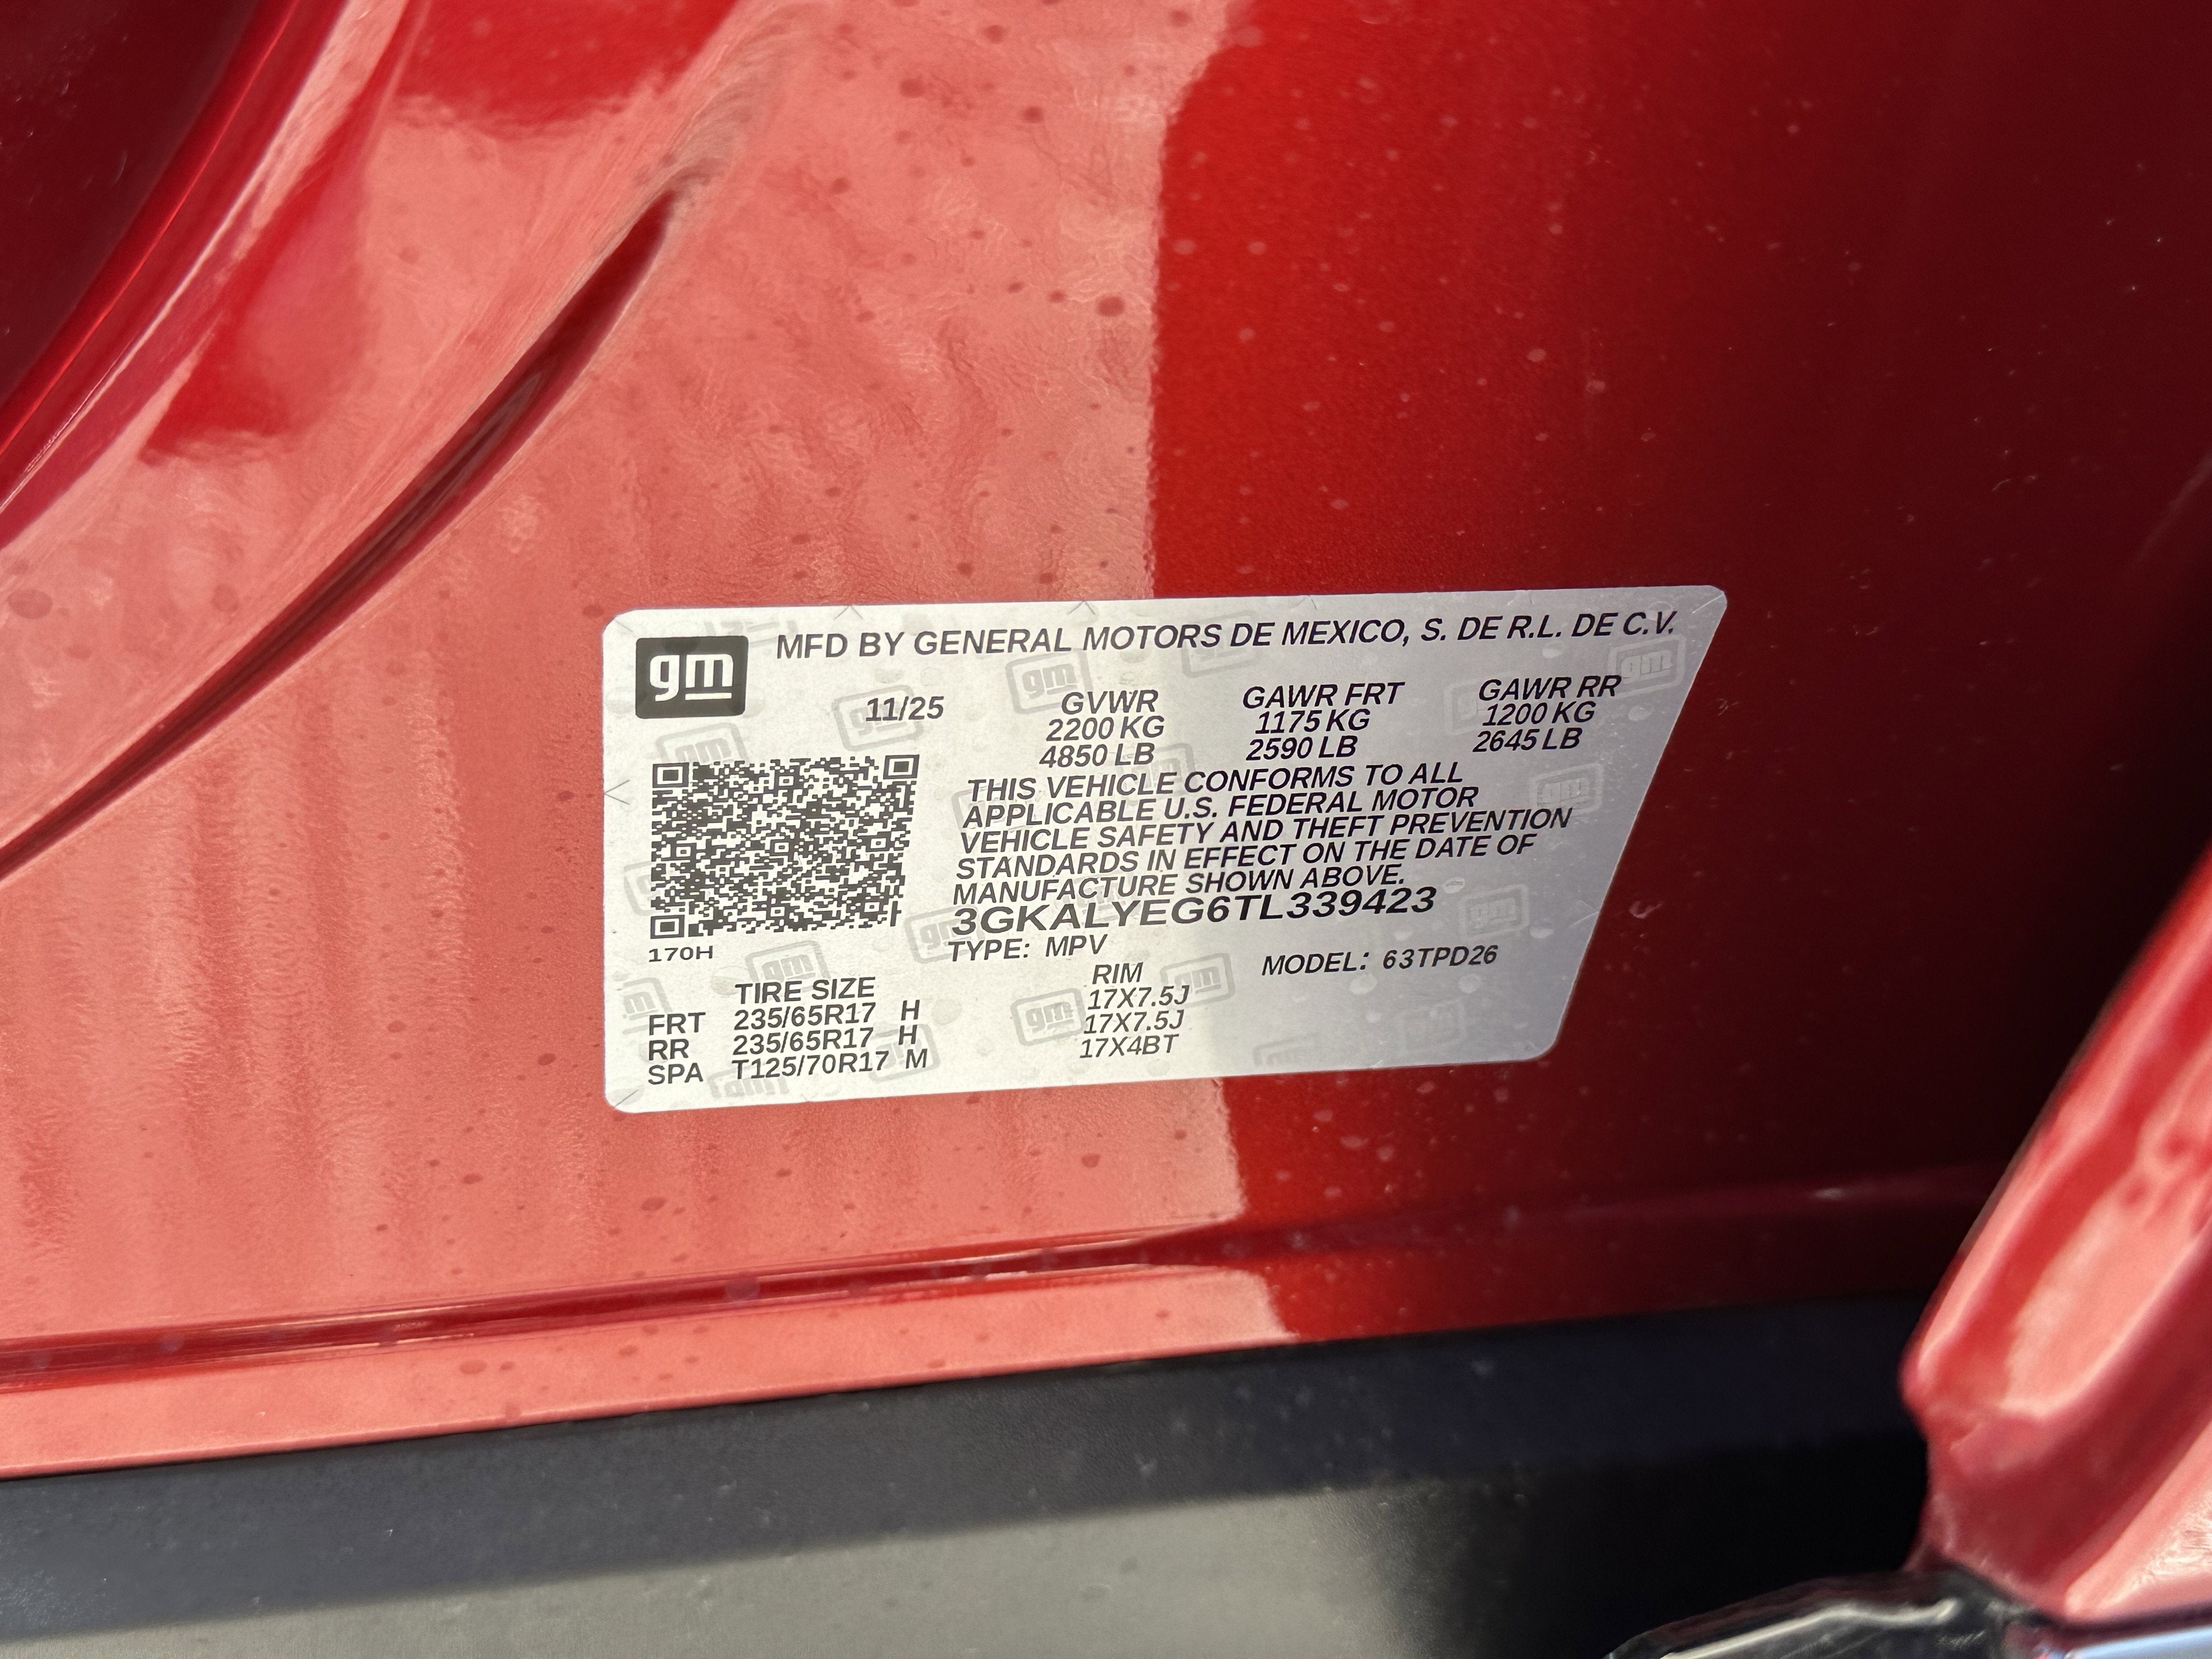 gm MFD BY GENERAL MOTORS DE MEXICO, S. DE R.L. DE C.V.
11/25 GVWR GAWR FRT GAWR RR
2200 KG 1175 KG 1200 KG
4850 LB 2590 LB 2645 LB
THIS VEHICLE CONFORMS TO ALL
APPLICABLE U.S. FEDERAL MOTOR
VEHICLE SAFETY AND THEFT PREVENTION
STANDARDS IN EFFECT ON THE DATE OF
MANUFACTURE SHOWN ABOVE.
3GKALYEG6TL339423
170H TYPE: MPV MODEL: 63TPD26
TIRE SIZE RIM
FRT 235/65R17 H 17X7.5J
RR 235/65R17 H 17X7.5J
SPA T125/70R17 M 17X4BT